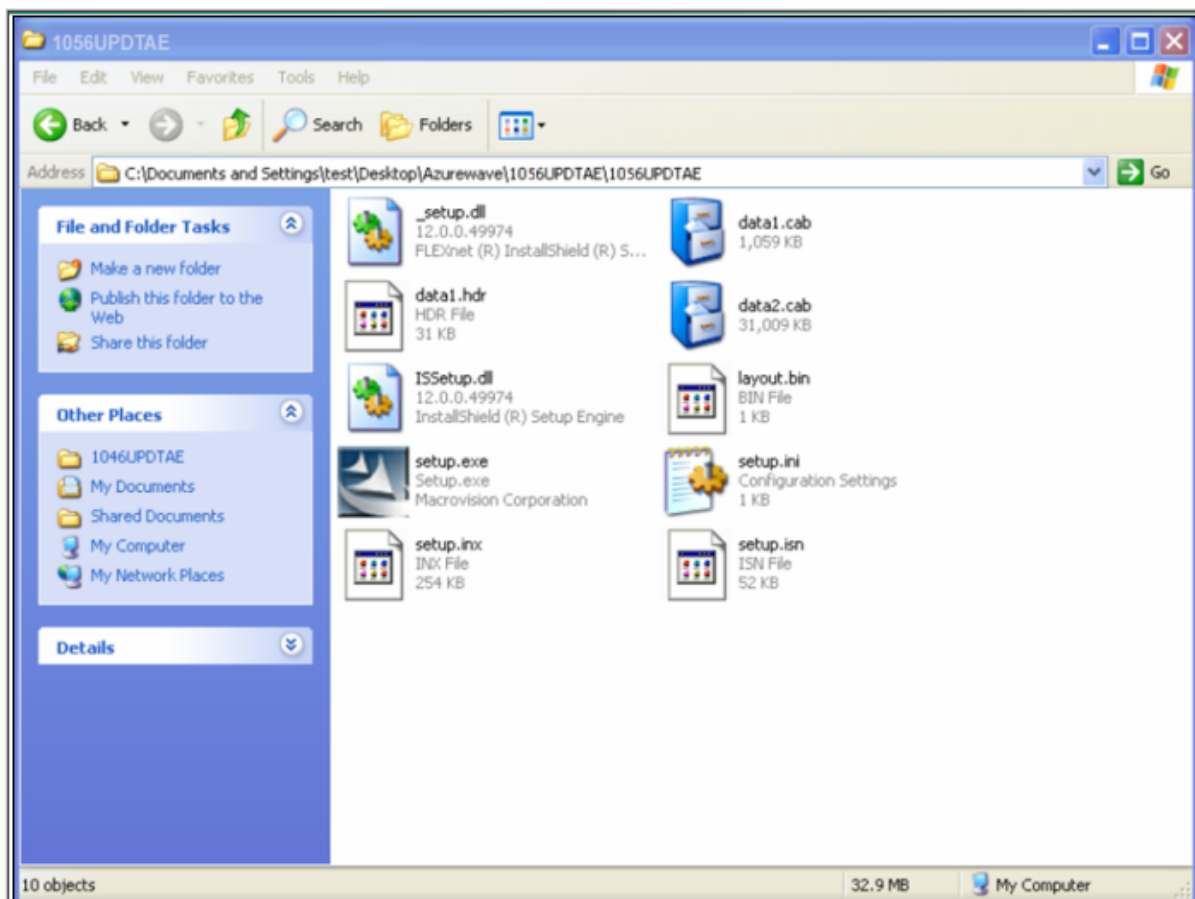 1056UPDTAE
File Edit View Favorites Tools Help
Back Search Folders
Address C:\Documents and Settings\test\Desktop\Azurewave\1056UPDTAE\1056UPDTAE Go
File and Folder Tasks
Make a new folder
Publish this folder to the
Web
Share this folder
Other Places
1046UPDTAE
My Documents
Shared Documents
My Computer
My Network Places
Details
_setup.dll
12.0.0.49974
FLEXnet (R) InstallShield (R) S...
data1.cab
1,059 KB
data1.hdr
HDR File
31 KB
data2.cab
31,009 KB
ISSetup.dll
12.0.0.49974
InstallShield (R) Setup Engine
layout.bin
BIN File
1 KB
setup.exe
Setup.exe
Macrovision Corporation
setup.ini
Configuration Settings
1 KB
setup.inx
INX File
254 KB
setup.isn
ISN File
52 KB
10 objects 32.9 MB My Computer